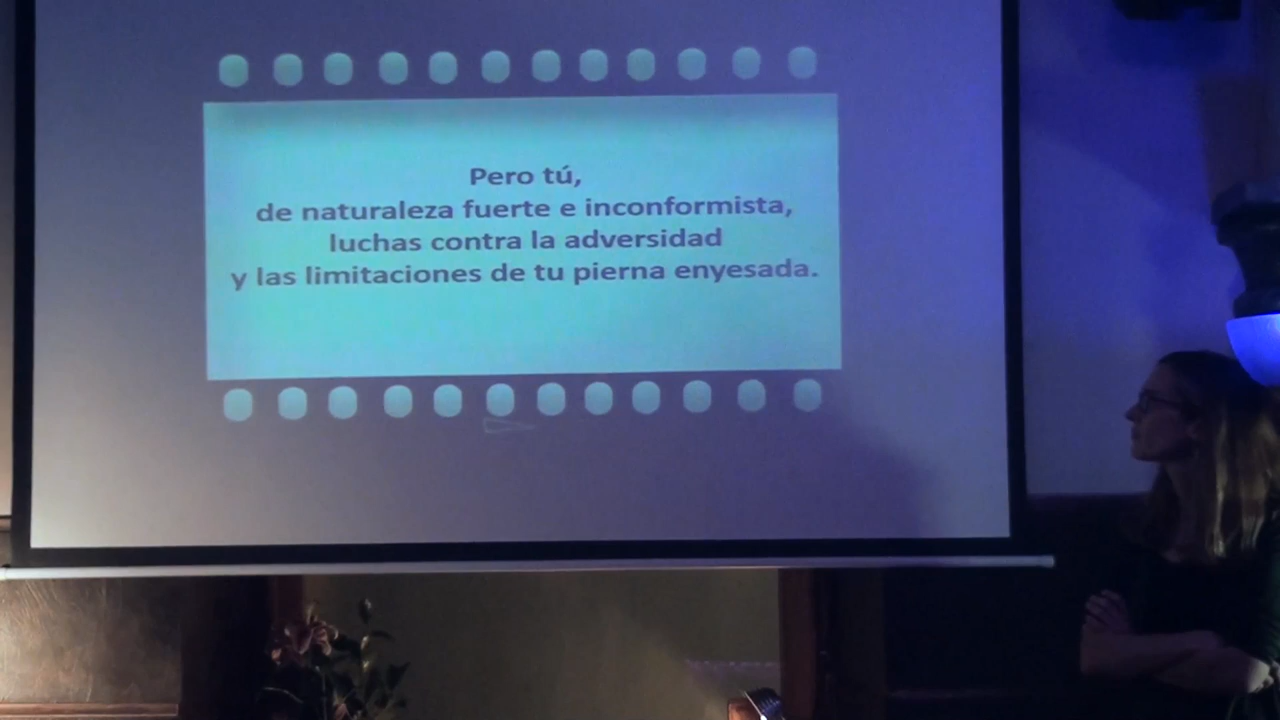 Pero tú,
de naturaleza fuerte e inconformista,
luchas contra la adversidad
y las limitaciones de tu pierna enyesada.